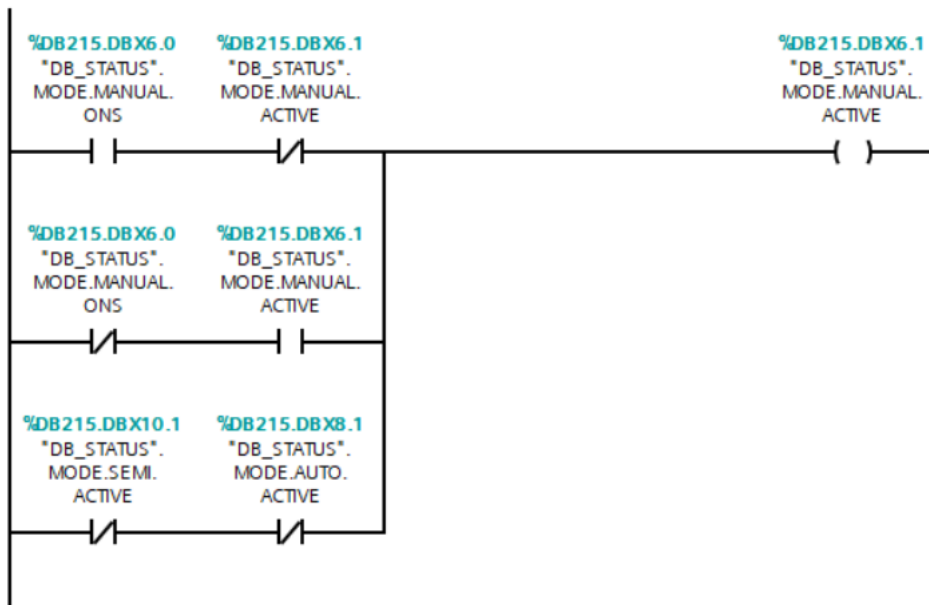 %DB215.DBX6.0
"DB_STATUS".
MODE.MANUAL.
ONS
%DB215.DBX6.1
"DB_STATUS".
MODE.MANUAL.
ACTIVE
%DB215.DBX6.1
"DB_STATUS".
MODE.MANUAL.
ACTIVE
%DB215.DBX6.0
"DB_STATUS".
MODE.MANUAL.
ONS
%DB215.DBX6.1
"DB_STATUS".
MODE.MANUAL.
ACTIVE
%DB215.DBX10.1
"DB_STATUS".
MODE.SEMI.
ACTIVE
%DB215.DBX8.1
"DB_STATUS".
MODE.AUTO.
ACTIVE